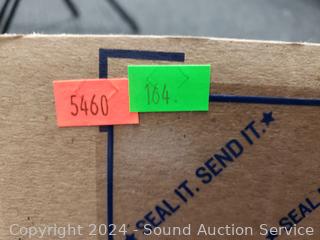 5460
164.
SEAL IT. SEND IT. ★
★ SEAL
Copyright 2024 - Sound Auction Service